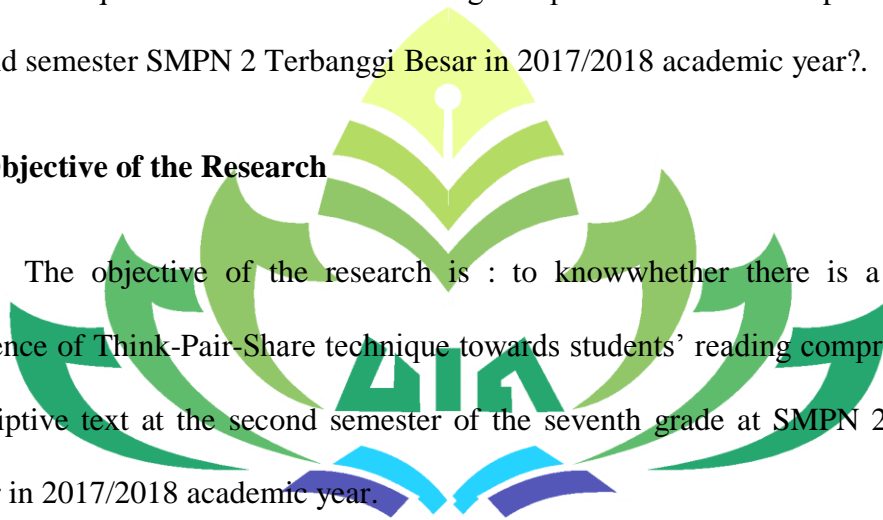 d semester SMPN 2 Terbanggi Besar in 2017/2018 academic year?.
bjective of the Research
The objective of the research is : to knowwhether there is a
ence of Think-Pair-Share technique towards students’ reading compr
iptive text at the second semester of the seventh grade at SMPN 2
in 2017/2018 academic year.